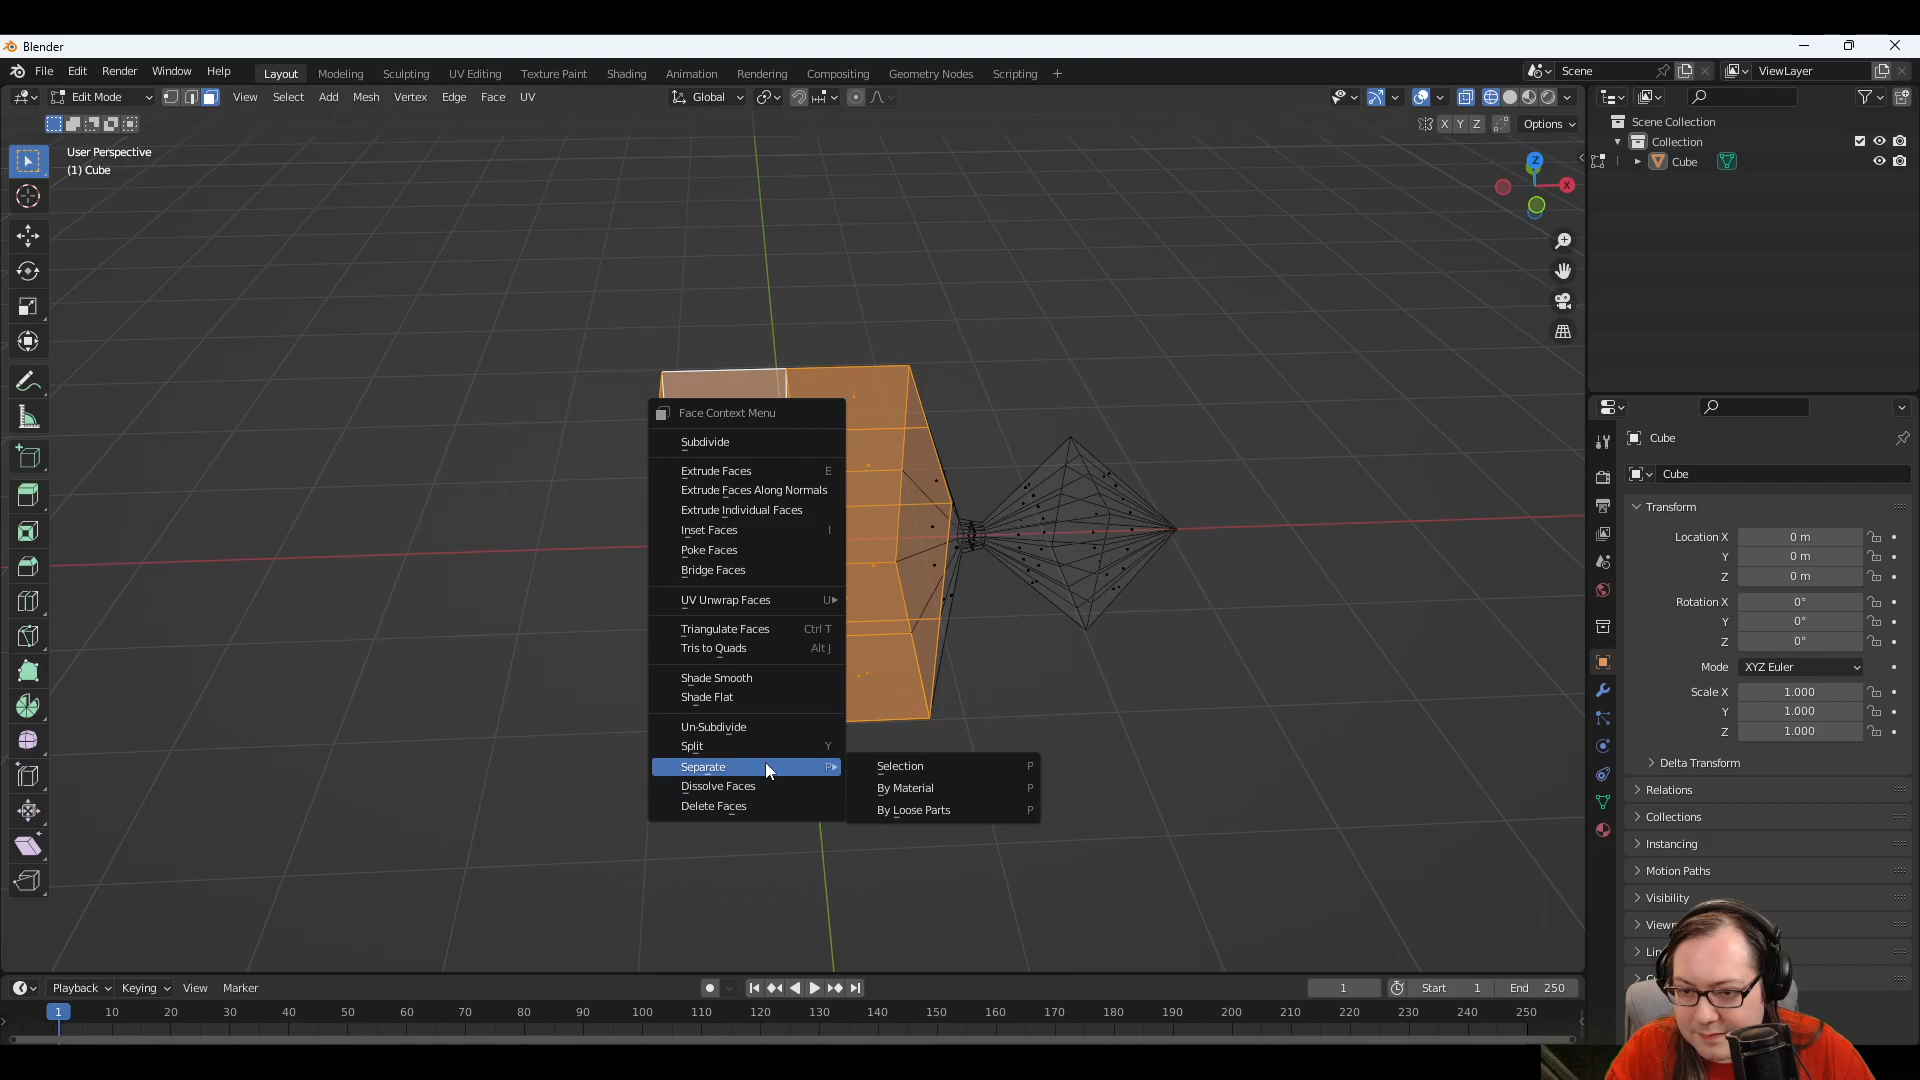 Blender
File Edit Render Window Help Layout Modeling Sculpting UV Editing Texture Paint Shading Animation Rendering Compositing Geometry Nodes Scripting + Scene ViewLayer
Edit Mode View Select Add Mesh Vertex Edge Face UV Global
X Y Z Options
User Perspective
(1) Cube
Z
X
Scene Collection
Collection
Cube
Face Context Menu
Subdivide
Extrude Faces E
Extrude Faces Along Normals
Extrude Individual Faces
Inset Faces I
Poke Faces
Bridge Faces
UV Unwrap Faces U
Triangulate Faces Ctrl T
Tris to Quads Alt J
Shade Smooth
Shade Flat
Un-Subdivide
Split Y
Separate P
Dissolve Faces
Delete Faces
Selection P
By Material P
By Loose Parts P
Cube
Cube
Transform
Location X 0 m
Y 0 m
Z 0 m
Rotation X 0°
Y 0°
Z 0°
Mode XYZ Euler
Scale X 1.000
Y 1.000
Z 1.000
Delta Transform
Relations
Collections
Instancing
Motion Paths
Visibility
Playback Keying View Marker 1 Start 1 End 250
1 10 20 30 40 50 60 70 80 90 100 110 120 130 140 150 160 170 180 190 200 210 220 230 240 250